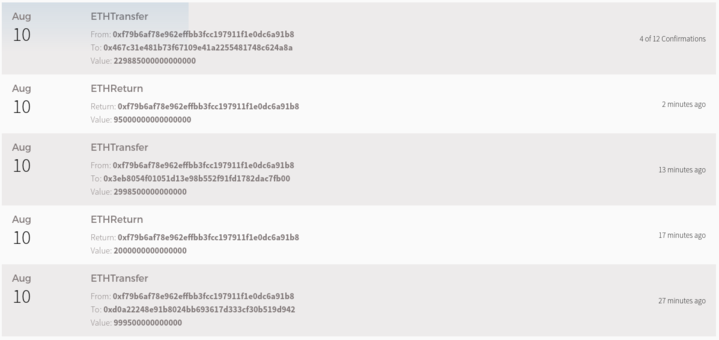 Aug
10
ETHTransfer
From: 0xf79b6af78e962effbb3fcc197911f1e0dc6a91b8
To: 0x467c31e481b73f67109e41a2255481748c624a8a
Value: 229885000000000000
4 of 12 Confirmations
Aug
10
ETHReturn
Return: 0xf79b6af78e962effbb3fcc197911f1e0dc6a91b8
Value: 95000000000000000
2 minutes ago
Aug
10
ETHTransfer
From: 0xf79b6af78e962effbb3fcc197911f1e0dc6a91b8
To: 0x3eb8054f01051d13e98b552f91fd1782dac7fb00
Value: 2998500000000000
13 minutes ago
Aug
10
ETHReturn
Return: 0xf79b6af78e962effbb3fcc197911f1e0dc6a91b8
Value: 2000000000000000
17 minutes ago
Aug
10
ETHTransfer
From: 0xf79b6af78e962effbb3fcc197911f1e0dc6a91b8
To: 0xd0a22248e91b8024bb693617d333cf30b519d942
Value: 999500000000000
27 minutes ago